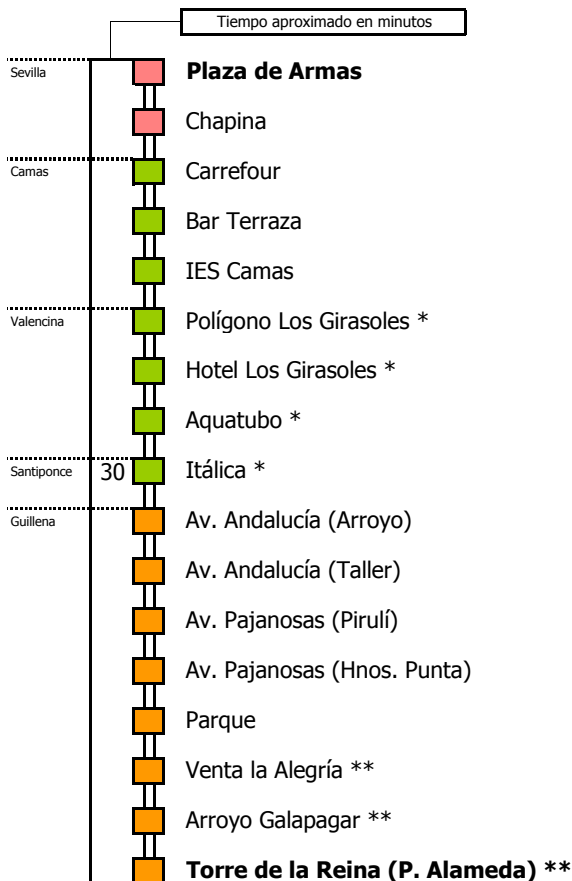 Tiempo aproximado en minutos
Sevilla
Plaza de Armas
Chapina
Camas
Carrefour
Bar Terraza
IES Camas
Valencina
Polígono Los Girasoles *
Hotel Los Girasoles *
Aquatubo *
Santiponce 30 Itálica *
Guillena
Av. Andalucía (Arroyo)
Av. Andalucía (Taller)
Av. Pajanosas (Pirulí)
Av. Pajanosas (Hnos. Punta)
Parque
Venta la Alegría **
Arroyo Galapagar **
Torre de la Reina (P. Alameda) **